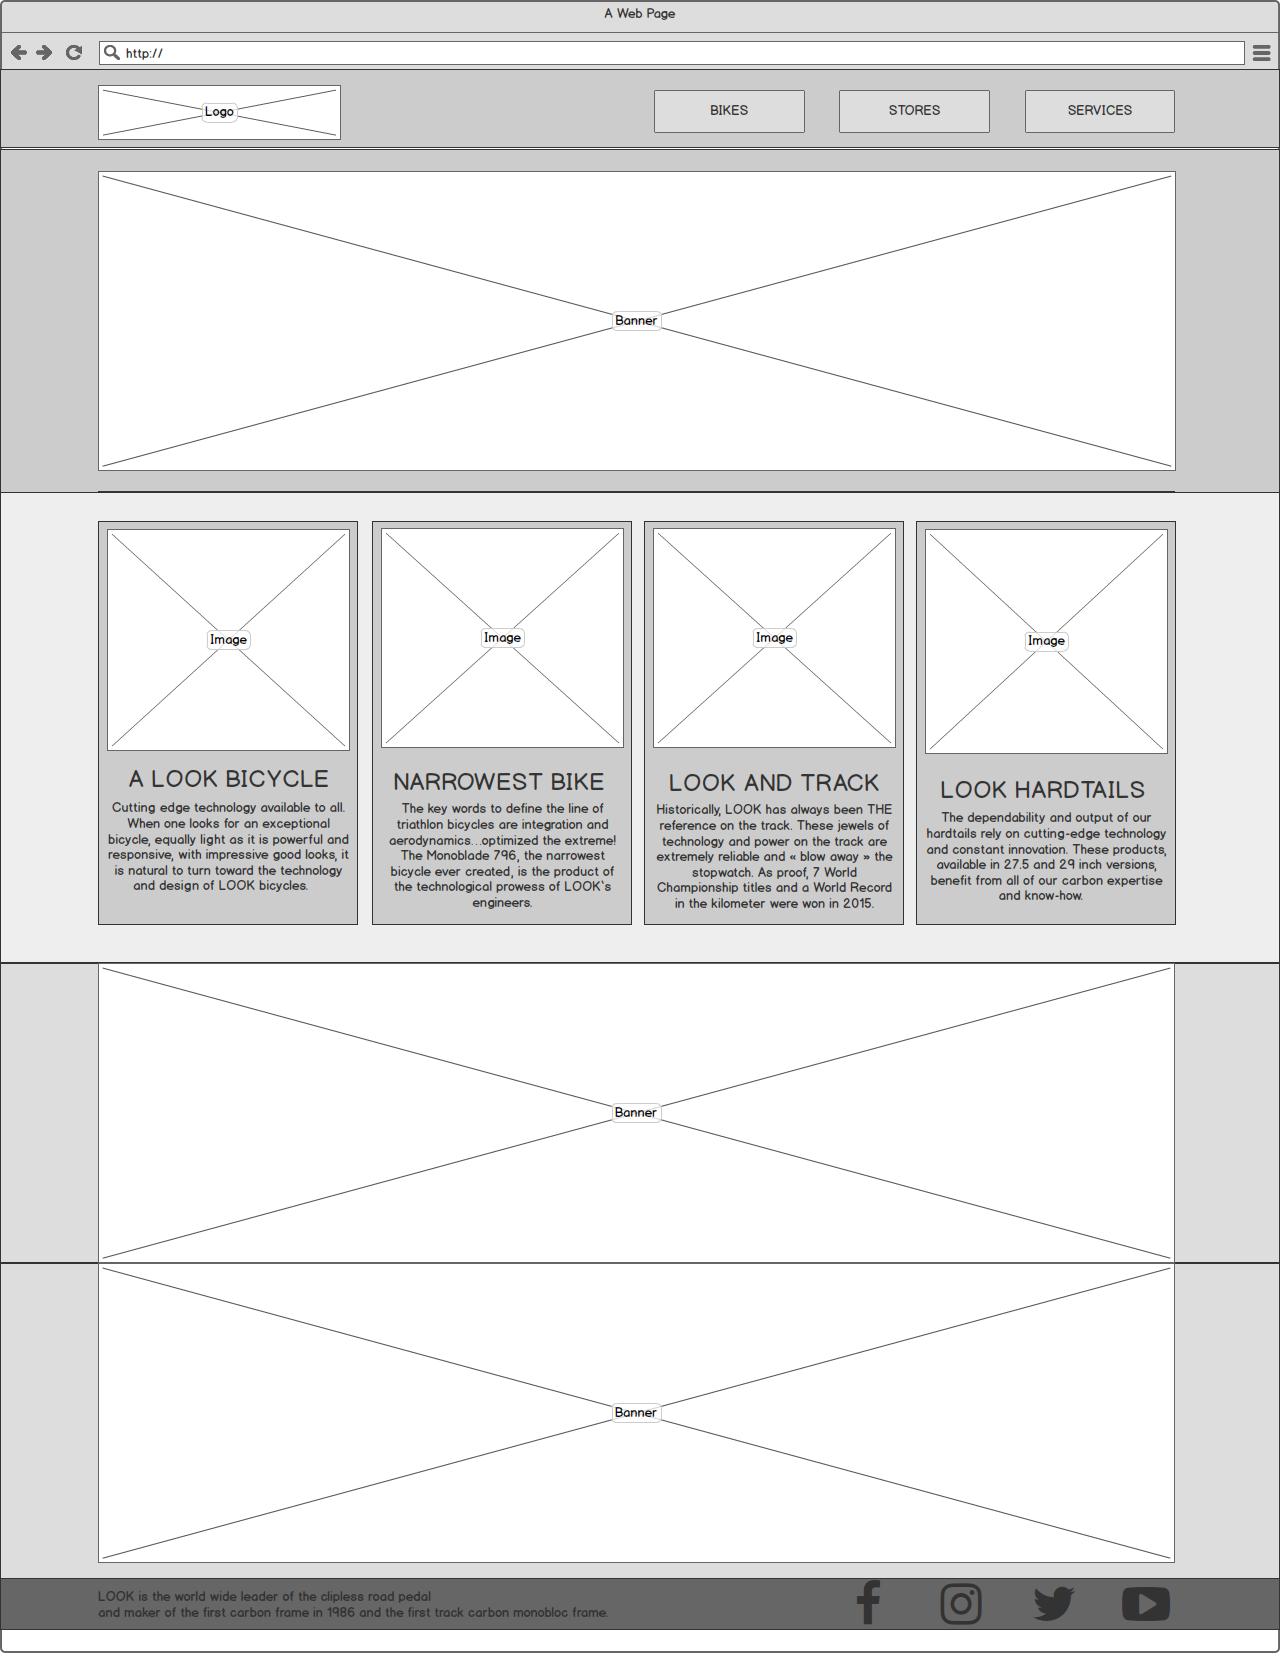 A Web Page
http://
Logo
BIKES
STORES
SERVICES
Banner
Image
A LOOK BICYCLE
Cutting edge technology available to all.
When one looks for an exceptional
bicycle, equally light as it is powerful and
responsive, with impressive good looks, it
is natural to turn toward the technology
and design of LOOK bicycles.
Image
NARROWEST BIKE
The key words to define the line of
triathlon bicycles are integration and
aerodynamics...optimized the extreme!
The Monoblade 796, the narrowest
bicycle ever created, is the product of
the technological prowess of LOOK`s
engineers.
Image
LOOK AND TRACK
Historically, LOOK has always been THE
reference on the track. These jewels of
technology and power on the track are
extremely reliable and « blow away » the
stopwatch. As proof, 7 World
Championship titles and a World Record
in the kilometer were won in 2015.
Image
LOOK HARDTAILS
The dependability and output of our
hardtails rely on cutting-edge technology
and constant innovation. These products,
available in 27.5 and 29 inch versions,
benefit from all of our carbon expertise
and know-how.
Banner
Banner
LOOK is the world wide leader of the clipless road pedal
and maker of the first carbon frame in 1986 and the first track carbon monobloc frame.